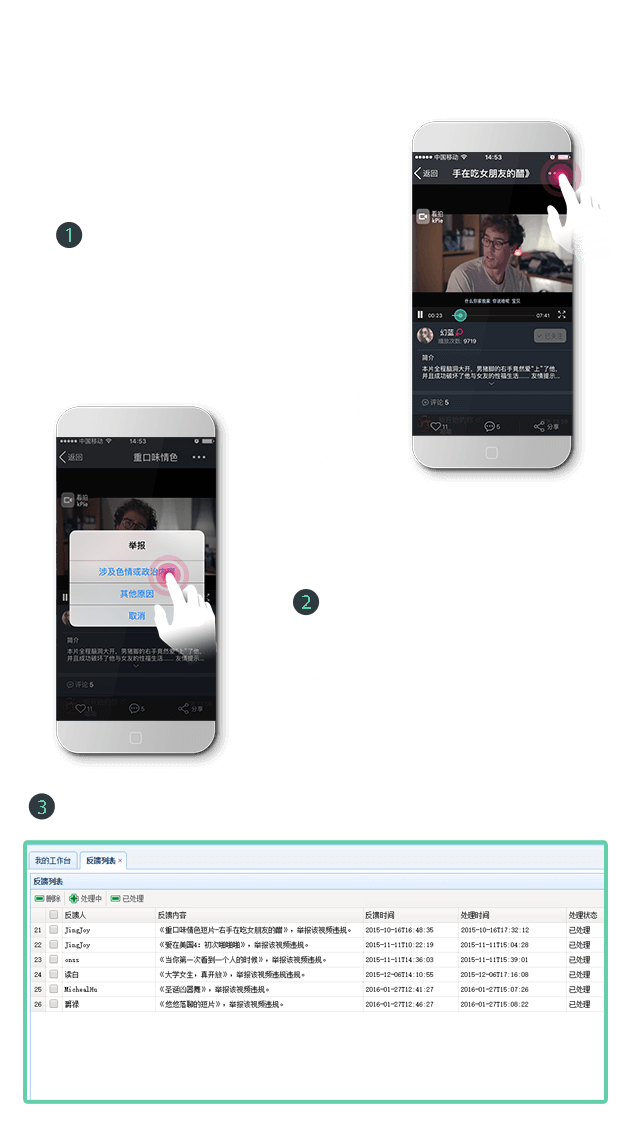 中国移动 14:53
返回 手在吃女朋友的醋》 •••
看拍
kPie
1
什么你家我家 你说啥呢 宝贝
00:23 07:41
幻蓝
已关注
播放次数: 9719
简介
本片全程脑洞大开，男猪脚的右手竟然爱“上”了他，
并且成功破坏了他与女友的性福生活...... 友情提示...
评论 5
11 5 分享
中国移动 14:53
返回 重口味情色 •••
看拍
kPie
举报
涉及色情或政治内容
其他原因
取消
2
简介
本片全程脑洞大开，男猪脚的右手竟然爱“上”了他，
并且成功破坏了他与女友的性福生活...... 友情提示...
评论 5
11 5 分享
3
我的工作台 反馈列表 ×
反馈列表
删除 处理中 已处理
反馈人 反馈内容 反馈时间 处理时间 处理状态
21 JingJoy 《重口味情色短片-右手在吃女朋友的醋》，举报该视频违规。 2015-10-16T16:48:35 2015-10-16T17:32:12 已处理
22 JingJoy 《爱在美国4：初次啪啪啪》，举报该视频违规。 2015-11-11T10:22:19 2015-11-11T15:04:28 已处理
23 onsz 《当你第一次看到一个人的时候》，举报该视频违规。 2015-11-11T14:36:03 2015-11-11T15:39:01 已处理
24 读白 《大学女生，真开放》，举报该视频违规违规。 2015-12-06T14:10:55 2015-12-06T17:16:08 已处理
25 MichealHu 《圣诞凶器舞》，举报该视频违规。 2016-01-27T12:41:27 2016-01-27T15:07:26 已处理
26 爵禄 《悠悠落聊的短片》，举报该视频违规。 2016-01-27T12:46:27 2016-01-27T15:08:22 已处理